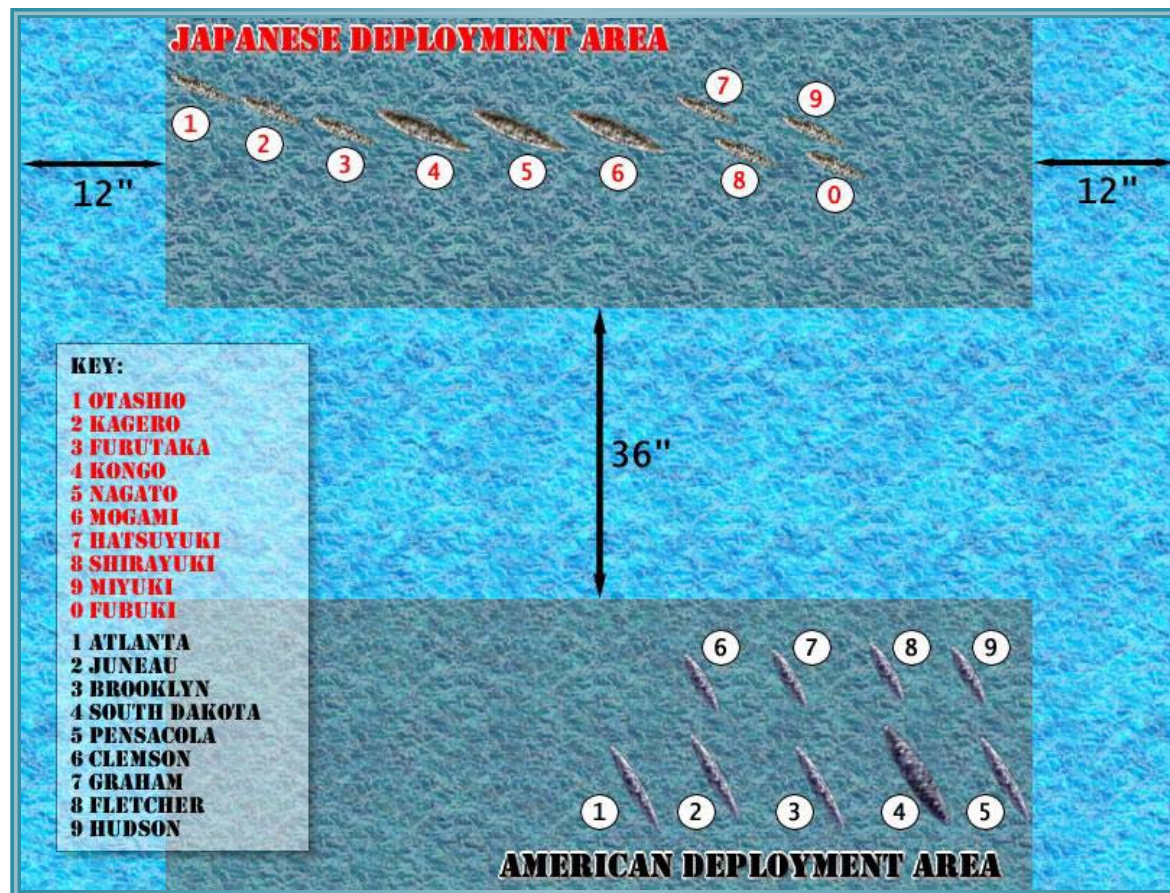 JAPANESE DEPLOYMENT AREA
1
2
3
4
5
6
7
8
9
0
12"
12"
36"
KEY:
1 OTASHIO
2 KAGERO
3 FURUTAKA
4 KONGO
5 NAGATO
6 MOGAMI
7 HATSUYUKI
8 SHIRAYUKI
9 MIYUKI
0 FUBUKI
1 ATLANTA
2 JUNEAU
3 BROOKLYN
4 SOUTH DAKOTA
5 PENSACOLA
6 CLEMSON
7 GRAHAM
8 FLETCHER
9 HUDSON
6
7
8
9
1
2
3
4
5
AMERICAN DEPLOYMENT AREA